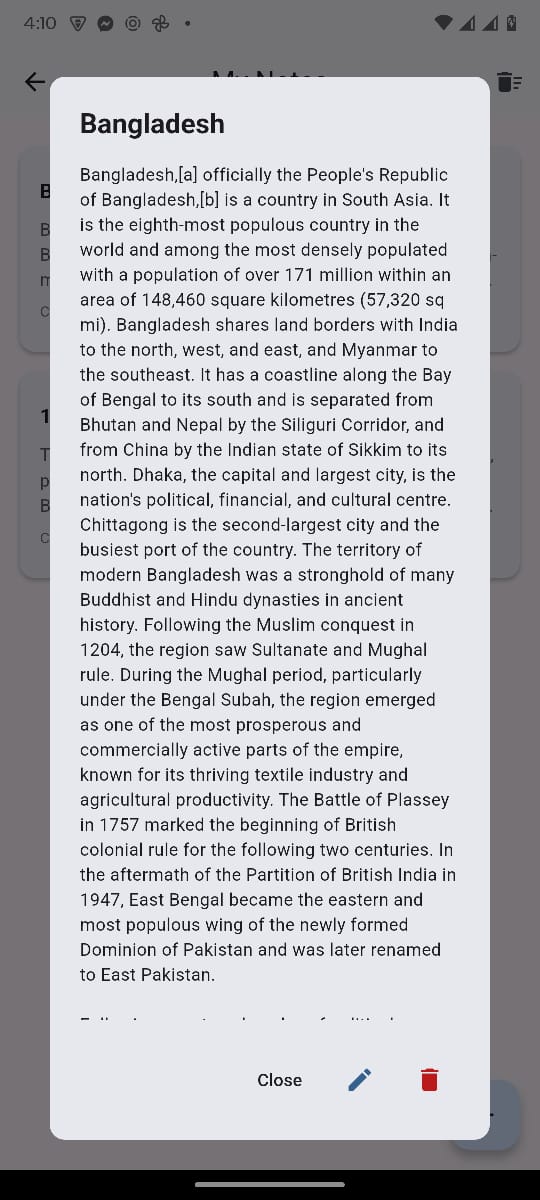 4:10
My Notes
Bangladesh
Bangladesh,[a] officially the People's Republic
of Bangladesh,[b] is a country in South Asia. It
is the eighth-most populous country in the
world and among the most densely populated
with a population of over 171 million within an
area of 148,460 square kilometres (57,320 sq
mi). Bangladesh shares land borders with India
to the north, west, and east, and Myanmar to
the southeast. It has a coastline along the Bay
of Bengal to its south and is separated from
Bhutan and Nepal by the Siliguri Corridor, and
from China by the Indian state of Sikkim to its
north. Dhaka, the capital and largest city, is the
nation's political, financial, and cultural centre.
Chittagong is the second-largest city and the
busiest port of the country. The territory of
modern Bangladesh was a stronghold of many
Buddhist and Hindu dynasties in ancient
history. Following the Muslim conquest in
1204, the region saw Sultanate and Mughal
rule. During the Mughal period, particularly
under the Bengal Subah, the region emerged
as one of the most prosperous and
commercially active parts of the empire,
known for its thriving textile industry and
agricultural productivity. The Battle of Plassey
in 1757 marked the beginning of British
colonial rule for the following two centuries. In
the aftermath of the Partition of British India in
1947, East Bengal became the eastern and
most populous wing of the newly formed
Dominion of Pakistan and was later renamed
to East Pakistan.
Close